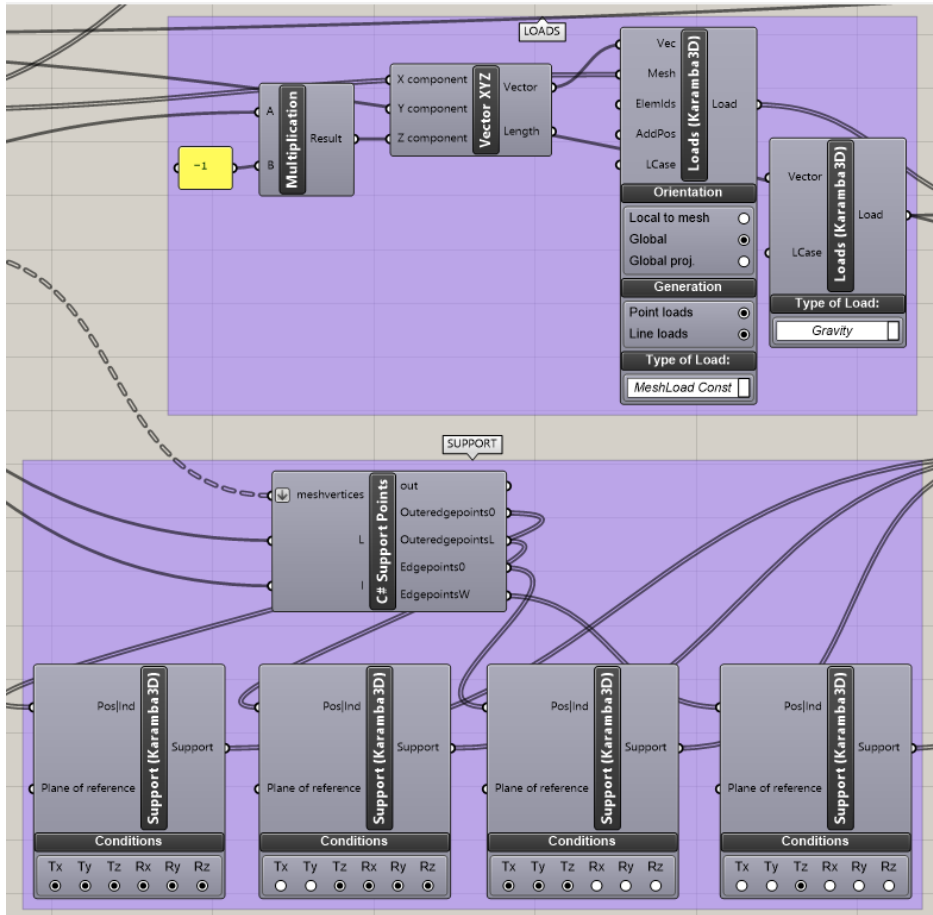 LOADS
X component
Y component
Z component
Vector XYZ
Vector
Length
A
B
Multiplication
Result
-1
Vec
Mesh
ElemIds
AddPos
LCase
Loads (Karamba3D)
Load
Orientation
Local to mesh
Global
Global proj.
Generation
Point loads
Line loads
Type of Load:
MeshLoad Const
Vector
LCase
Loads (Karamba3D)
Load
Type of Load:
Gravity
SUPPORT
meshvertices
L
I
C# Support Points
out
Outeredgepoints0
OuteredgepointsL
Edgepoints0
EdgepointsW
Pos|Ind
Plane of reference
Support (Karamba3D)
Support
Conditions
Tx Ty Tz Rx Ry Rz
Pos|Ind
Plane of reference
Support (Karamba3D)
Support
Conditions
Tx Ty Tz Rx Ry Rz
Pos|Ind
Plane of reference
Support (Karamba3D)
Support
Conditions
Tx Ty Tz Rx Ry Rz
Pos|Ind
Plane of reference
Support (Karamba3D)
Support
Conditions
Tx Ty Tz Rx Ry Rz